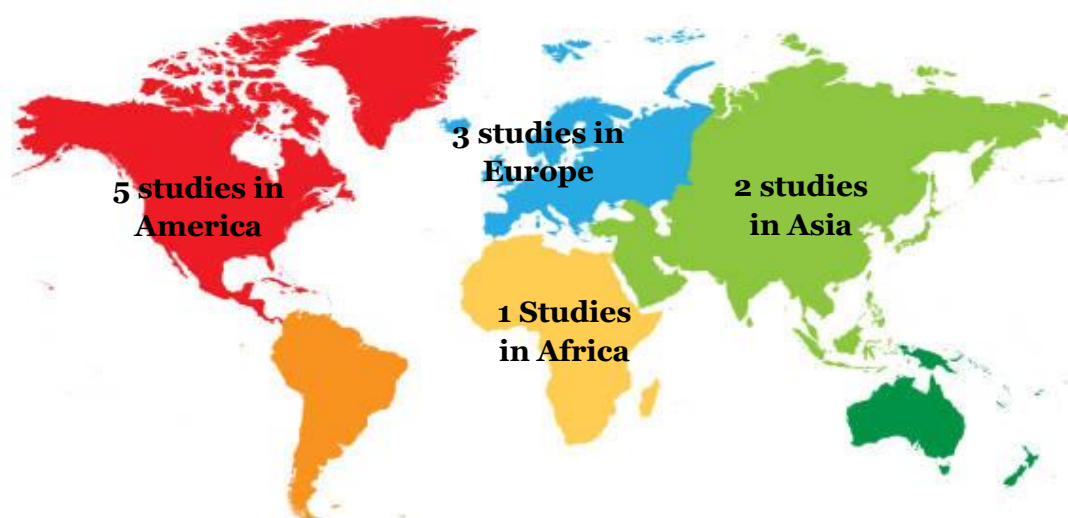 3 studies in
Europe
5 studies in
America
2 studies
in Asia
1 Studies
in Africa